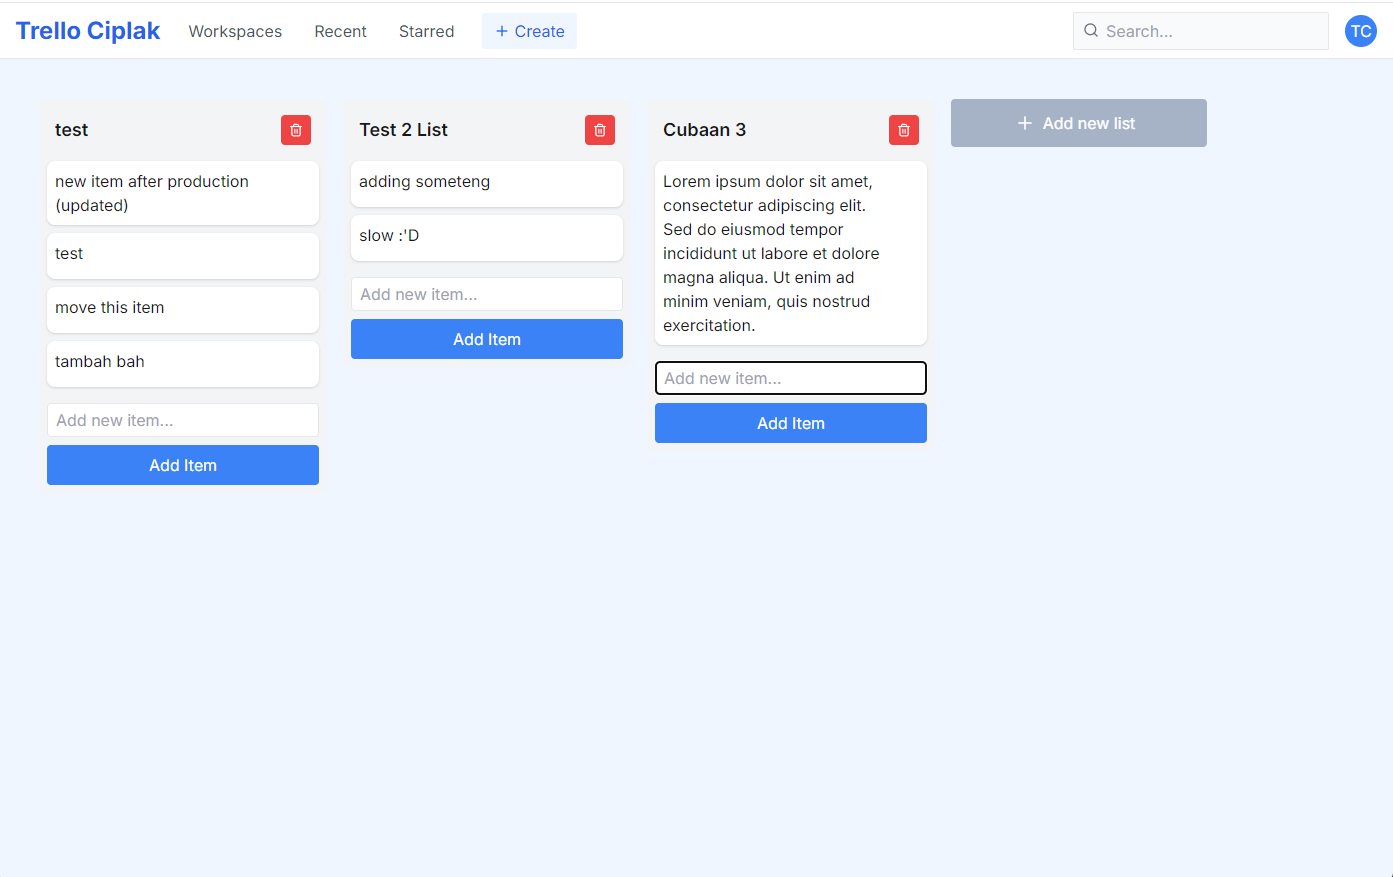 Trello Ciplak
Workspaces
Recent
Starred
+ Create
Search...
TC
test
new item after production
(updated)
test
move this item
tambah bah
Add new item...
Add Item
Test 2 List
adding someteng
slow :'D
Add new item...
Add Item
Cubaan 3
Lorem ipsum dolor sit amet,
consectetur adipiscing elit.
Sed do eiusmod tempor
incididunt ut labore et dolore
magna aliqua. Ut enim ad
minim veniam, quis nostrud
exercitation.
Add new item...
Add Item
+ Add new list